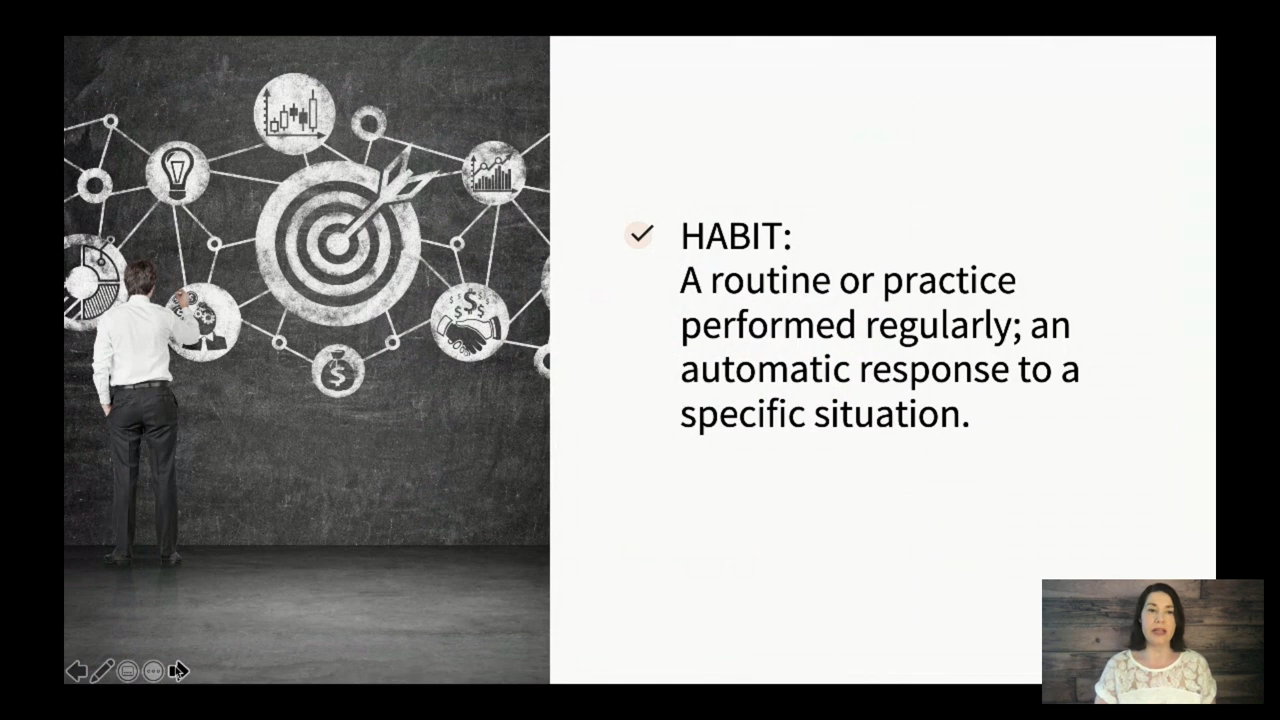 HABIT:
A routine or practice
performed regularly; an
automatic response to a
specific situation.